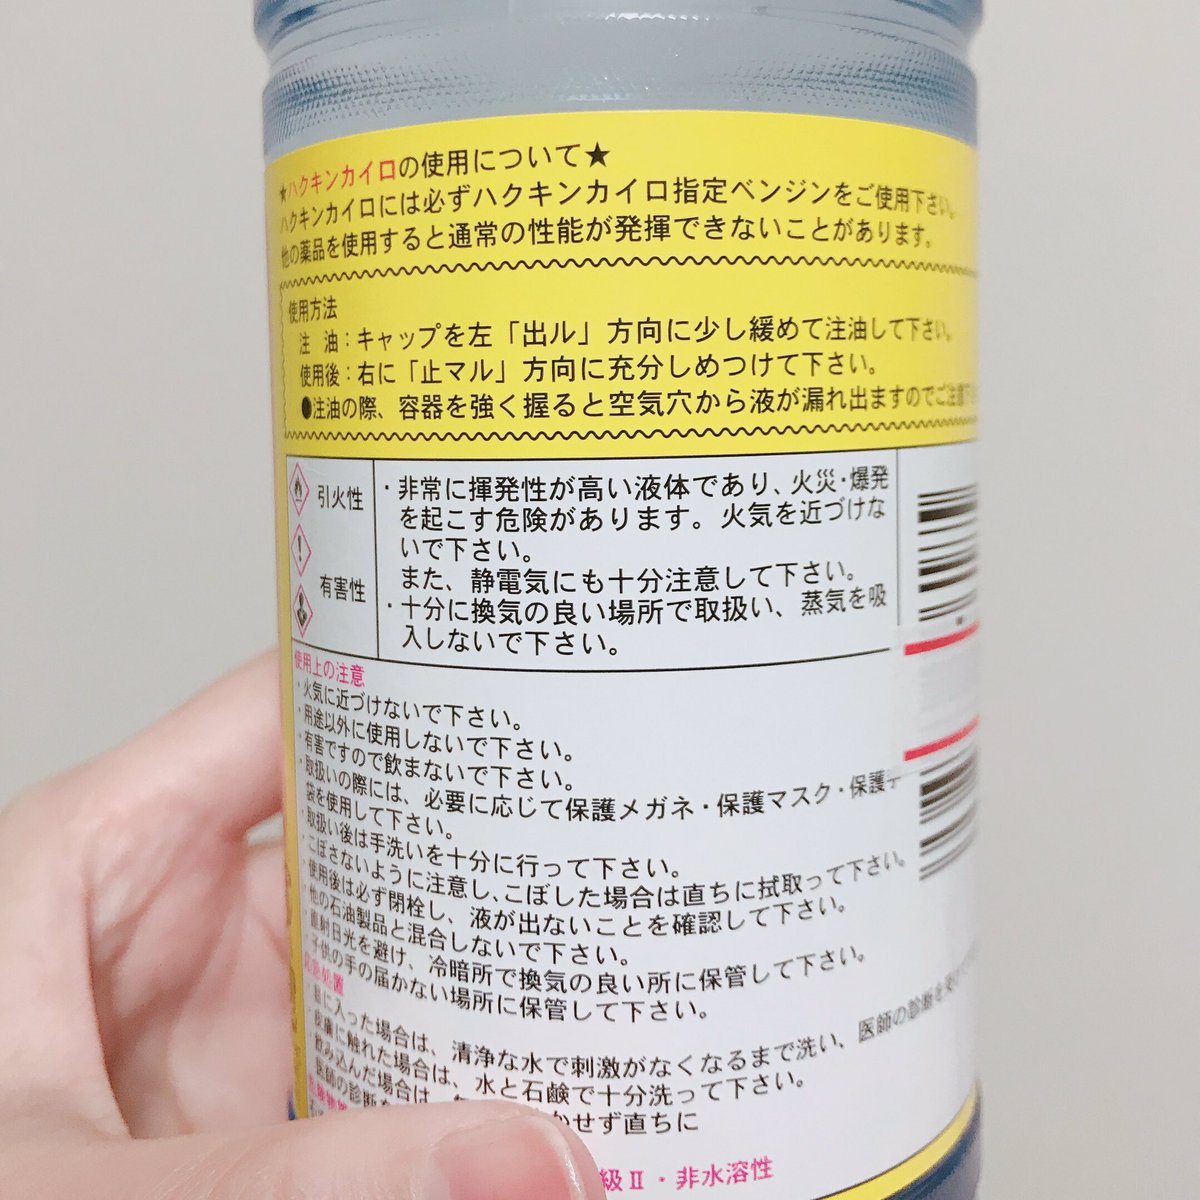 ★ハクキンカイロの使用について★
ハクキンカイロには必ずハクキンカイロ指定ベンジンをご使用下さい。
他の薬品を使用すると通常の性能が発揮できないことがあります。
使用方法
注　油：キャップを左「出ル」方向に少し緩めて注油して下さい。
使用後：右に「止マル」方向に充分しめつけて下さい。
●注油の際、容器を強く握ると空気穴から液が漏れ出ますのでご注意
引火性
・非常に揮発性が高い液体であり、火災・爆発
を起こす危険があります。火気を近づけな
いで下さい。
また、静電気にも十分注意して下さい。
有害性
・十分に換気の良い場所で取扱い、蒸気を吸
入しないで下さい。
使用上の注意
・火気に近づけないで下さい。
・用途以外に使用しないで下さい。
・有害ですので飲まないで下さい。
・取扱いの際には、必要に応じて保護メガネ・保護マスク・保護手
袋を使用して下さい。
・取扱い後は手洗いを十分に行って下さい。
・こぼさないように注意し、こぼした場合は直ちに拭取って下さい。
・使用後は必ず閉栓し、液が出ないことを確認して下さい。
・他の石油製品と混合しないで下さい。
・直射日光を避け、冷暗所で換気の良い所に保管して下さい。
・子供の手の届かない場所に保管して下さい。
応急処置
・目に入った場合は、清浄な水で刺激がなくなるまで洗い、医師の診断を受け
・皮膚に触れた場合は、水と石鹸で十分洗って下さい。
・飲み込んだ場合は、
かせず直ちに
医師の診断
級Ⅱ・非水溶性